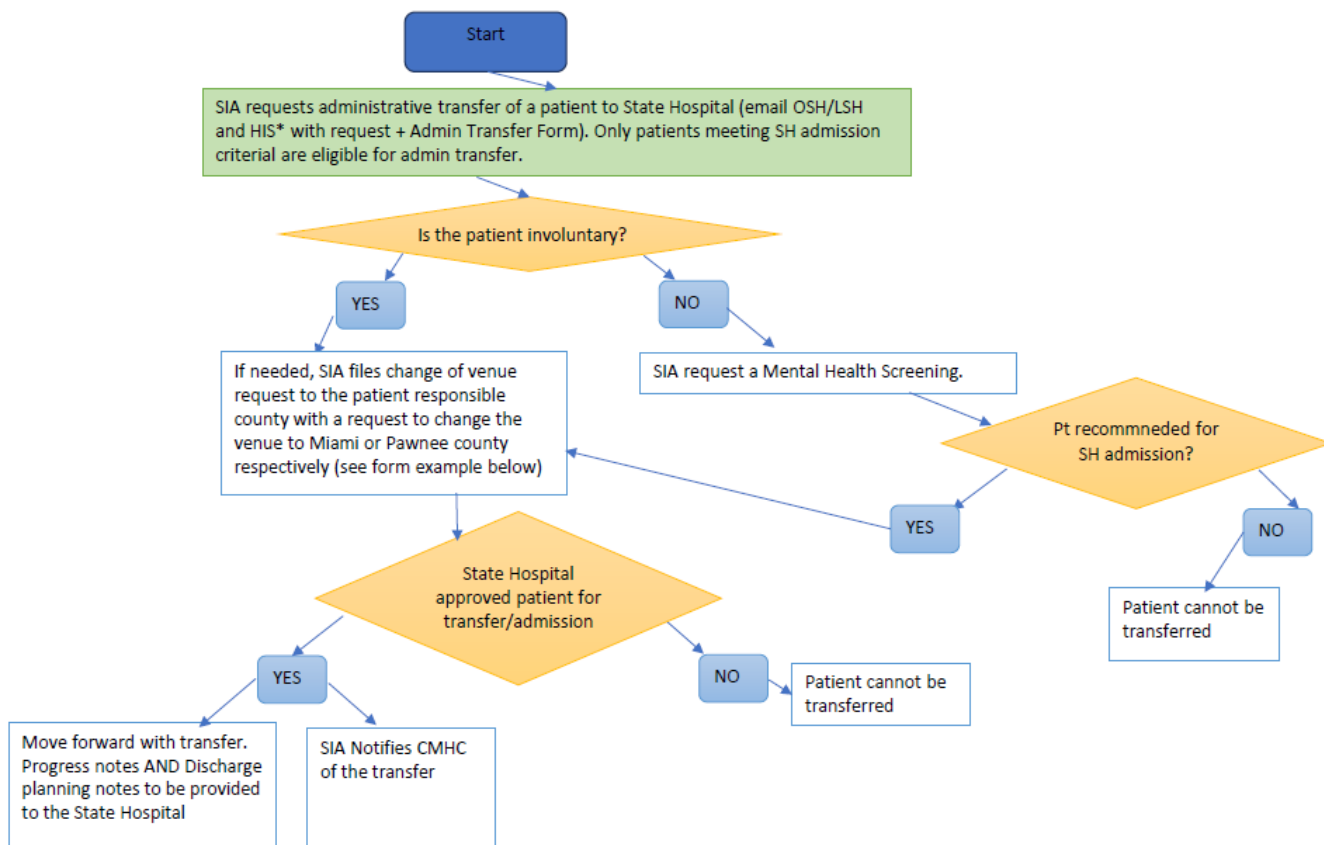 Start
SIA requests administrative transfer of a patient to State Hospital (email OSH/LSH
and HIS* with request + Admin Transfer Form). Only patients meeting SH admission
criterial are eligible for admin transfer.
Is the patient involuntary?
YES
NO
If needed, SIA files change of venue
request to the patient responsible
county with a request to change the
venue to Miami or Pawnee county
respectively (see form example below)
SIA request a Mental Health Screening.
Pt recommneded for
SH admission?
YES
NO
Patient cannot be
transferred
State Hospital
approved patient for
transfer/admission
YES
NO
Patient cannot be
transferred
Move forward with transfer.
Progress notes AND Discharge
planning notes to be provided
to the State Hospital
SIA Notifies CMHC
of the transfer